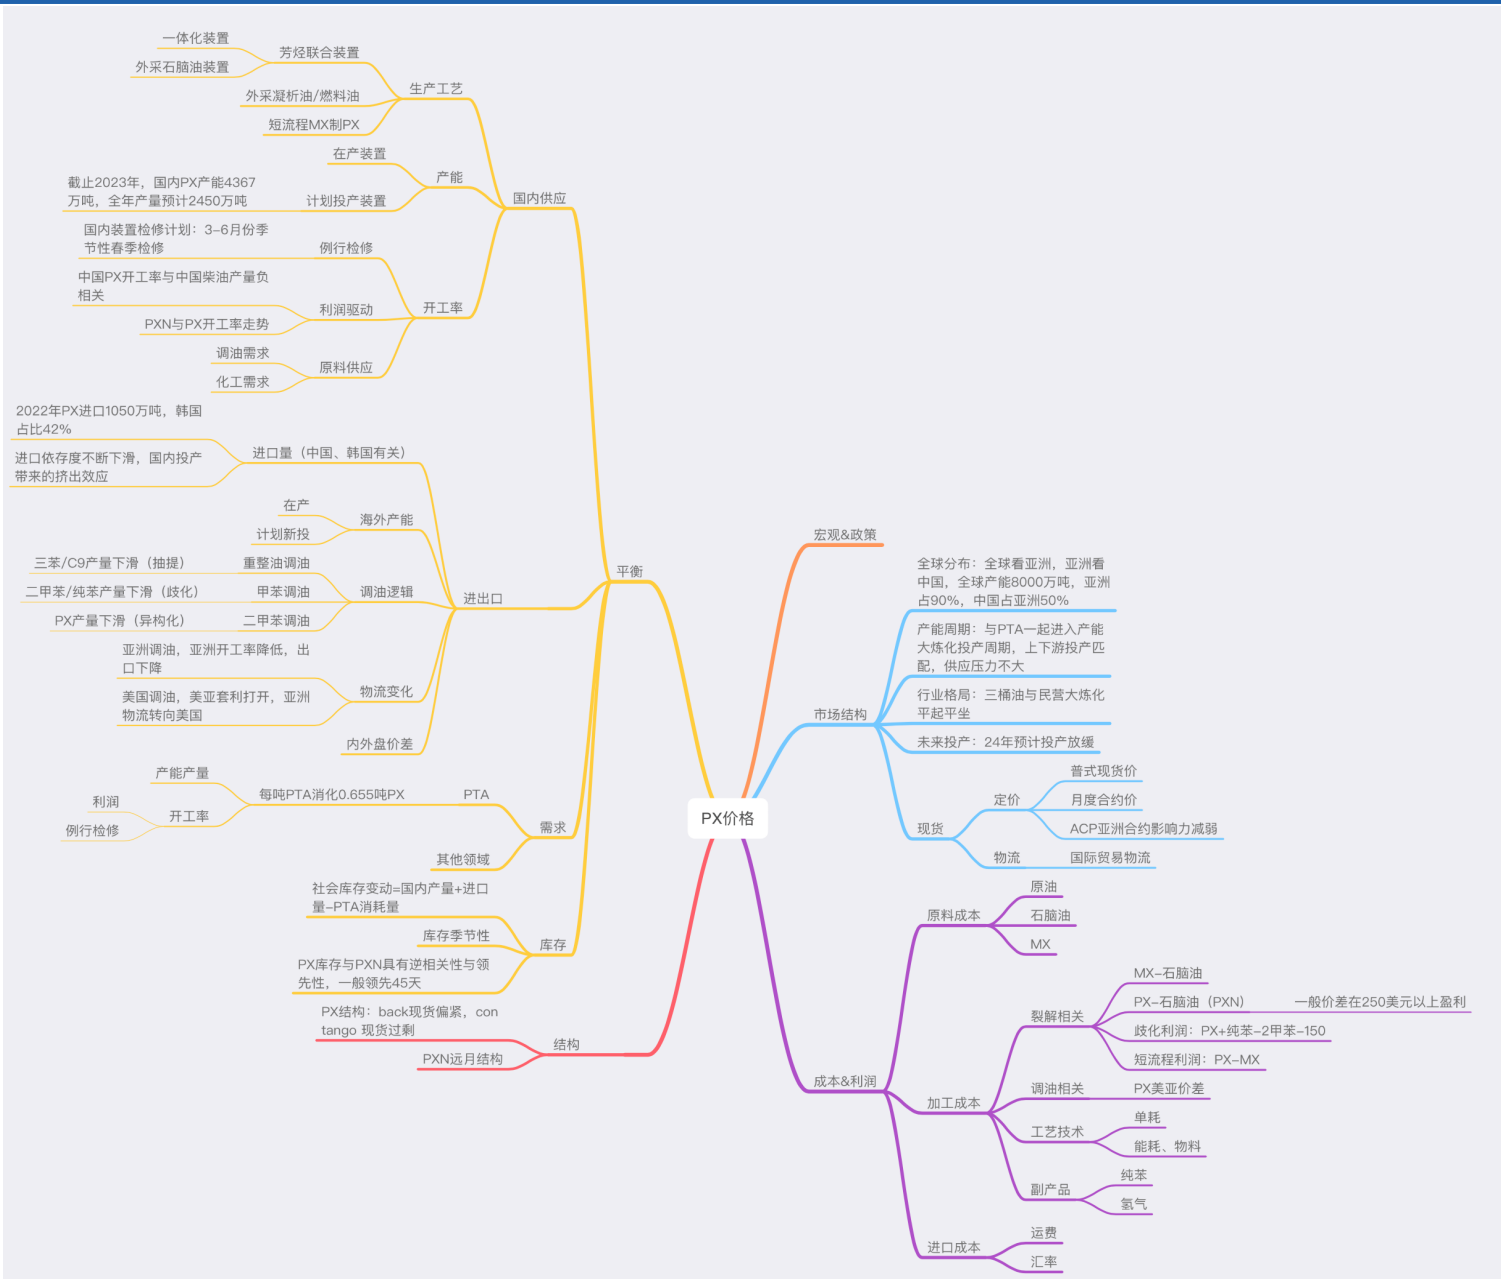 PX价格
宏观&政策
市场结构
全球分布：全球看亚洲，亚洲看
中国，全球产能8000万吨，亚洲
占90%，中国占亚洲50%
产能周期：与PTA一起进入产能
大炼化投产周期，上下游投产匹
配，供应压力不大
行业格局：三桶油与民营大炼化
平起平坐
未来投产：24年预计投产放缓
现货
定价
普式现货价
月度合约价
ACP亚洲合约影响力减弱
物流
国际贸易物流
成本&利润
原料成本
原油
石脑油
MX
加工成本
裂解相关
MX-石脑油
PX-石脑油（PXN）
一般价差在250美元以上盈利
歧化利润：PX+纯苯-2甲苯-150
短流程利润：PX-MX
调油相关
PX美亚价差
工艺技术
单耗
能耗、物料
副产品
纯苯
氢气
进口成本
运费
汇率
平衡
国内供应
生产工艺
芳烃联合装置
一体化装置
外采石脑油装置
外采凝析油/燃料油
短流程MX制PX
产能
在产装置
计划投产装置
截止2023年，国内PX产能4367
万吨，全年产量预计2450万吨
开工率
例行检修
国内装置检修计划：3-6月份季
节性春季检修
利润驱动
中国PX开工率与中国柴油产量负
相关
PXN与PX开工率走势
原料供应
调油需求
化工需求
进出口
进口量（中国、韩国有关）
2022年PX进口1050万吨，韩国
占比42%
进口依存度不断下滑，国内投产
带来的挤出效应
海外产能
在产
计划新投
调油逻辑
重整油调油
三苯/C9产量下滑（抽提）
甲苯调油
二甲苯/纯苯产量下滑（歧化）
二甲苯调油
PX产量下滑（异构化）
物流变化
亚洲调油，亚洲开工率降低，出
口下降
美国调油，美亚套利打开，亚洲
物流转向美国
内外盘价差
需求
PTA
每吨PTA消化0.655吨PX
产能产量
开工率
利润
例行检修
其他领域
库存
社会库存变动=国内产量+进口
量-PTA消耗量
库存季节性
PX库存与PXN具有逆相关性与领
先性，一般领先45天
结构
PX结构：back现货偏紧，con
tango 现货过剩
PXN远月结构